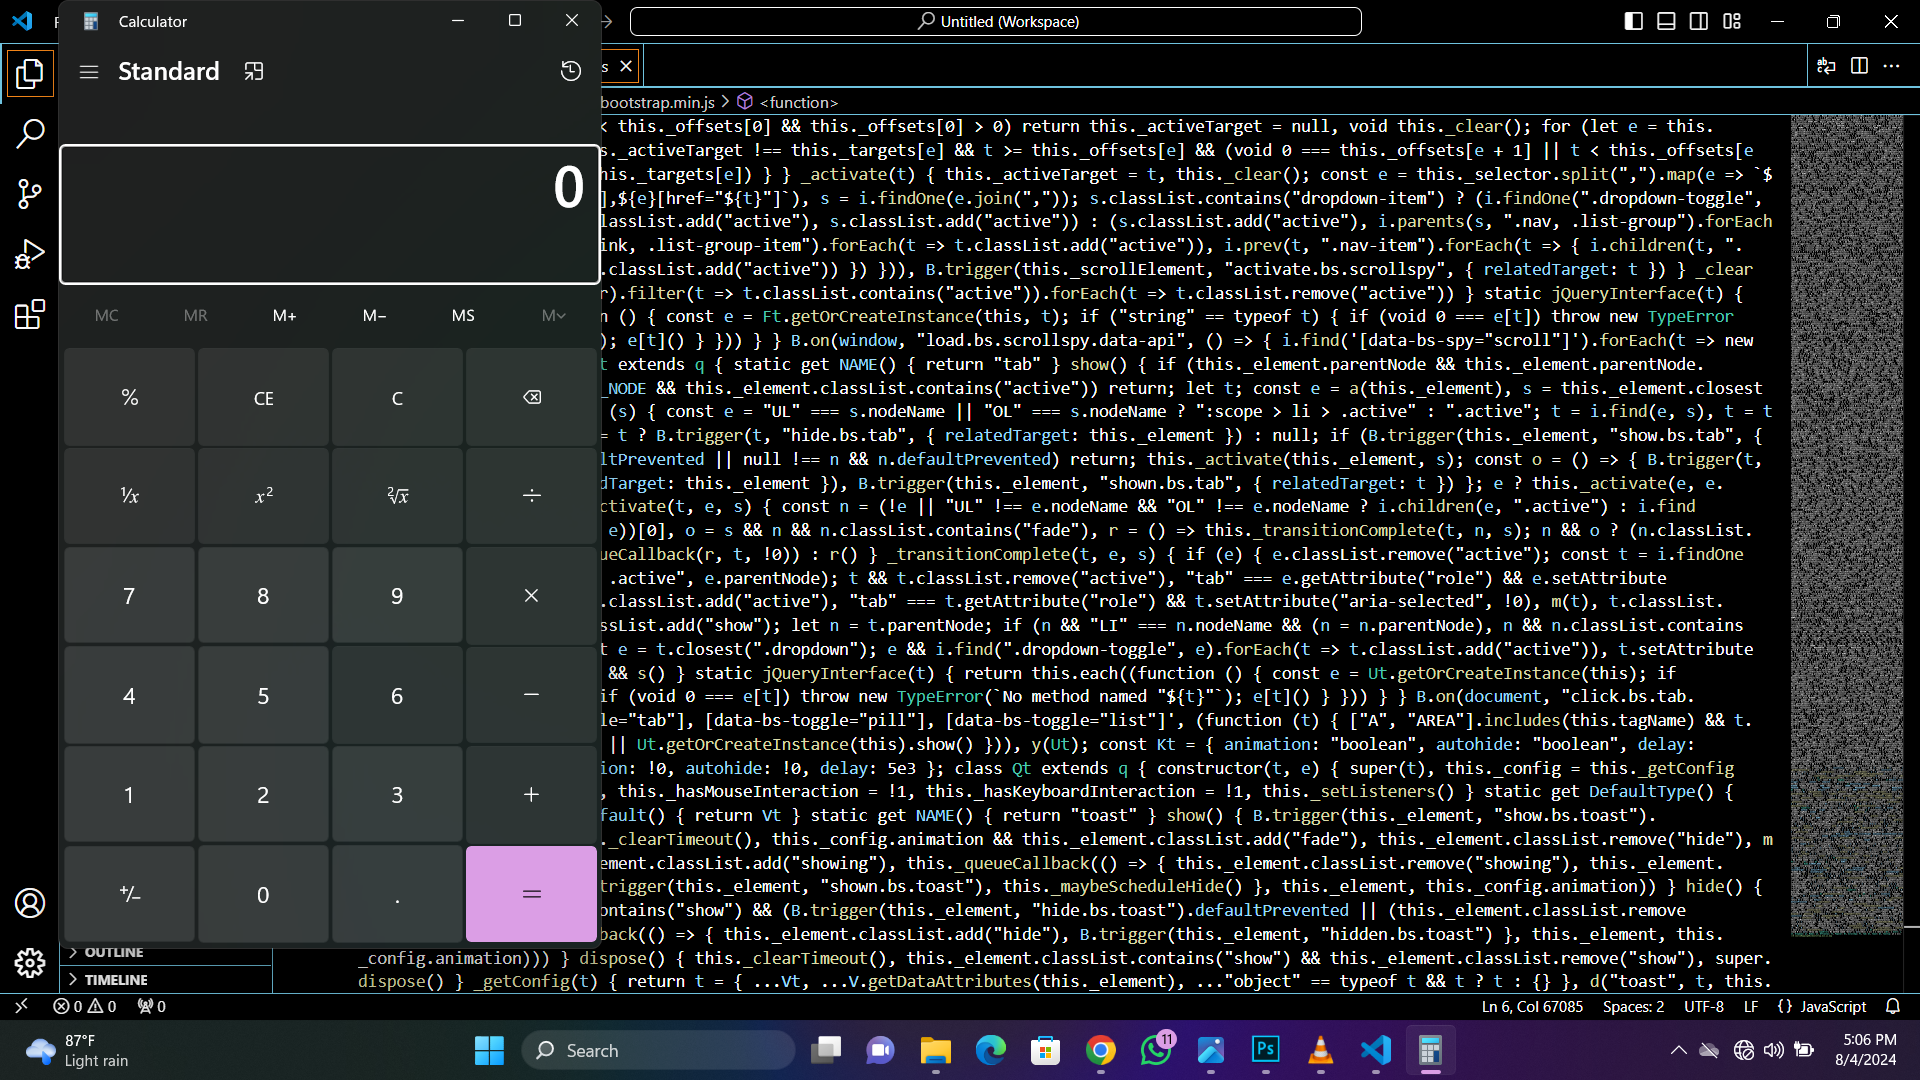 Calculator
Untitled (Workspace)
Standard
s
bootstrap.min.js > <function>
0
MC MR M+ M− MS M
% CE C
⅟x x² ²√x ÷
7 8 9 ×
4 5 6 −
1 2 3 +
+/− 0 . =
< this._offsets[0] && this._offsets[0] > 0) return this._activeTarget = null, void this._clear(); for (let e = this.
._activeTarget !== this._targets[e] && t >= this._offsets[e] && (void 0 === this._offsets[e + 1] || t < this._offsets[e
his._targets[e]) } } _activate(t) { this._activeTarget = t, this._clear(); const e = this._selector.split(",").map(e => `$
],${e}[href="${t}"]`), s = i.findOne(e.join(",")); s.classList.contains("dropdown-item") ? (i.findOne(".dropdown-toggle",
lassList.add("active"), s.classList.add("active")) : (s.classList.add("active"), i.parents(s, ".nav, .list-group").forEach
ink, .list-group-item").forEach(t => t.classList.add("active")), i.prev(t, ".nav-item").forEach(t => { i.children(t, ".
.classList.add("active")) }) })), B.trigger(this._scrollElement, "activate.bs.scrollspy", { relatedTarget: t }) } _clear
r).filter(t => t.classList.contains("active")).forEach(t => t.classList.remove("active")) } static jQueryInterface(t) {
n () { const e = Ft.getOrCreateInstance(this, t); if ("string" == typeof t) { if (void 0 === e[t]) throw new TypeError
); e[t]() } })) } } B.on(window, "load.bs.scrollspy.data-api", () => { i.find('[data-bs-spy="scroll"]').forEach(t => new
t extends q { static get NAME() { return "tab" } show() { if (this._element.parentNode && this._element.parentNode.
_NODE && this._element.classList.contains("active")) return; let t; const e = a(this._element), s = this._element.closest
(s) { const e = "UL" === s.nodeName || "OL" === s.nodeName ? ":scope > li > .active" : ".active"; t = i.find(e, s), t = t
= t ? B.trigger(t, "hide.bs.tab", { relatedTarget: this._element }) : null; if (B.trigger(this._element, "show.bs.tab", {
ltPrevented || null !== n && n.defaultPrevented) return; this._activate(this._element, s); const o = () => { B.trigger(t,
dTarget: this._element }), B.trigger(this._element, "shown.bs.tab", { relatedTarget: t }) }; e ? this._activate(e, e.
ctivate(t, e, s) { const n = (!e || "UL" !== e.nodeName && "OL" !== e.nodeName ? i.children(e, ".active") : i.find
e))[0], o = s && n && n.classList.contains("fade"), r = () => this._transitionComplete(t, n, s); n && o ? (n.classList.
ueCallback(r, t, !0)) : r() } _transitionComplete(t, e, s) { if (e) { e.classList.remove("active"); const t = i.findOne
.active", e.parentNode); t && t.classList.remove("active"), "tab" === e.getAttribute("role") && e.setAttribute
.classList.add("active"), "tab" === t.getAttribute("role") && t.setAttribute("aria-selected", !0), m(t), t.classList.
ssList.add("show"); let n = t.parentNode; if (n && "LI" === n.nodeName && (n = n.parentNode), n && n.classList.contains
t e = t.closest(".dropdown"); e && i.find(".dropdown-toggle", e).forEach(t => t.classList.add("active")), t.setAttribute
&& s() } static jQueryInterface(t) { return this.each((function () { const e = Ut.getOrCreateInstance(this); if
if (void 0 === e[t]) throw new TypeError(`No method named "${t}"`); e[t]() } })) } } B.on(document, "click.bs.tab.
le="tab"], [data-bs-toggle="pill"], [data-bs-toggle="list"]', (function (t) { ["A", "AREA"].includes(this.tagName) && t.
|| Ut.getOrCreateInstance(this).show() })), y(Ut); const Kt = { animation: "boolean", autohide: "boolean", delay:
ion: !0, autohide: !0, delay: 5e3 }; class Qt extends q { constructor(t, e) { super(t), this._config = this._getConfig
, this._hasMouseInteraction = !1, this._hasKeyboardInteraction = !1, this._setListeners() } static get DefaultType() {
fault() { return Vt } static get NAME() { return "toast" } show() { B.trigger(this._element, "show.bs.toast").
._clearTimeout(), this._config.animation && this._element.classList.add("fade"), this._element.classList.remove("hide"), m
ement.classList.add("showing"), this._queueCallback(() => { this._element.classList.remove("showing"), this._element.
trigger(this._element, "shown.bs.toast"), this._maybeScheduleHide() }, this._element, this._config.animation)) } hide() {
ontains("show") && (B.trigger(this._element, "hide.bs.toast").defaultPrevented || (this._element.classList.remove
back(() => { this._element.classList.add("hide"), B.trigger(this._element, "hidden.bs.toast") }, this._element, this.
_config.animation))) } dispose() { this._clearTimeout(), this._element.classList.contains("show") && this._element.classList.remove("show"), super.
dispose() } _getConfig(t) { return t = { ...Vt, ...V.getDataAttributes(this._element), ..."object" == typeof t && t ? t : {} }, d("toast", t, this.
OUTLINE
TIMELINE
0 0 0
Ln 6, Col 67085 Spaces: 2 UTF-8 LF {} JavaScript
87°F
Light rain
Search
11
Ps
5:06 PM
8/4/2024